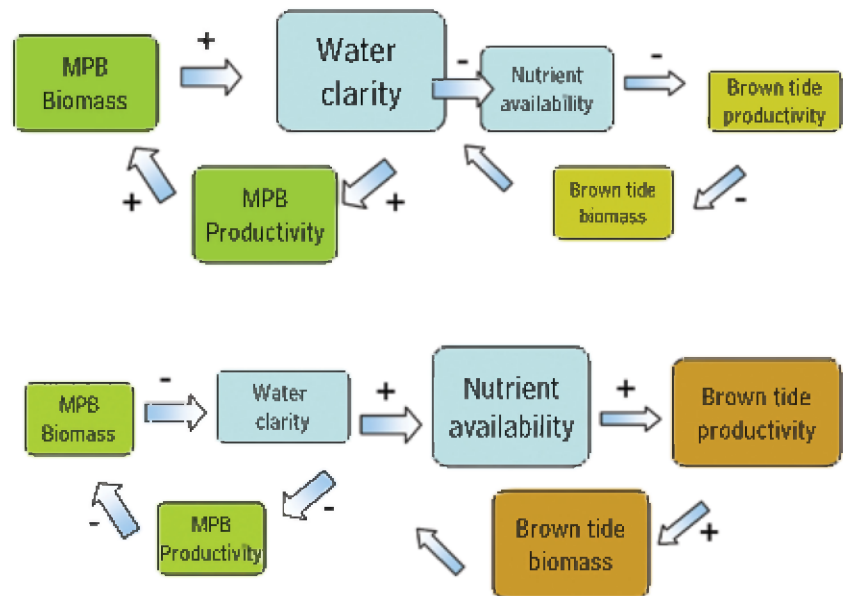 MPB
Biomass
+
Water
clarity
-
Nutrient
availability
-
Brown tide
productivity
+
MPB
Productivity
+
Brown tide
biomass
-
MPB
Biomass
-
Water
clarity
+
Nutrient
availability
+
Brown tide
productivity
-
MPB
Productivity
-
Brown tide
biomass
+